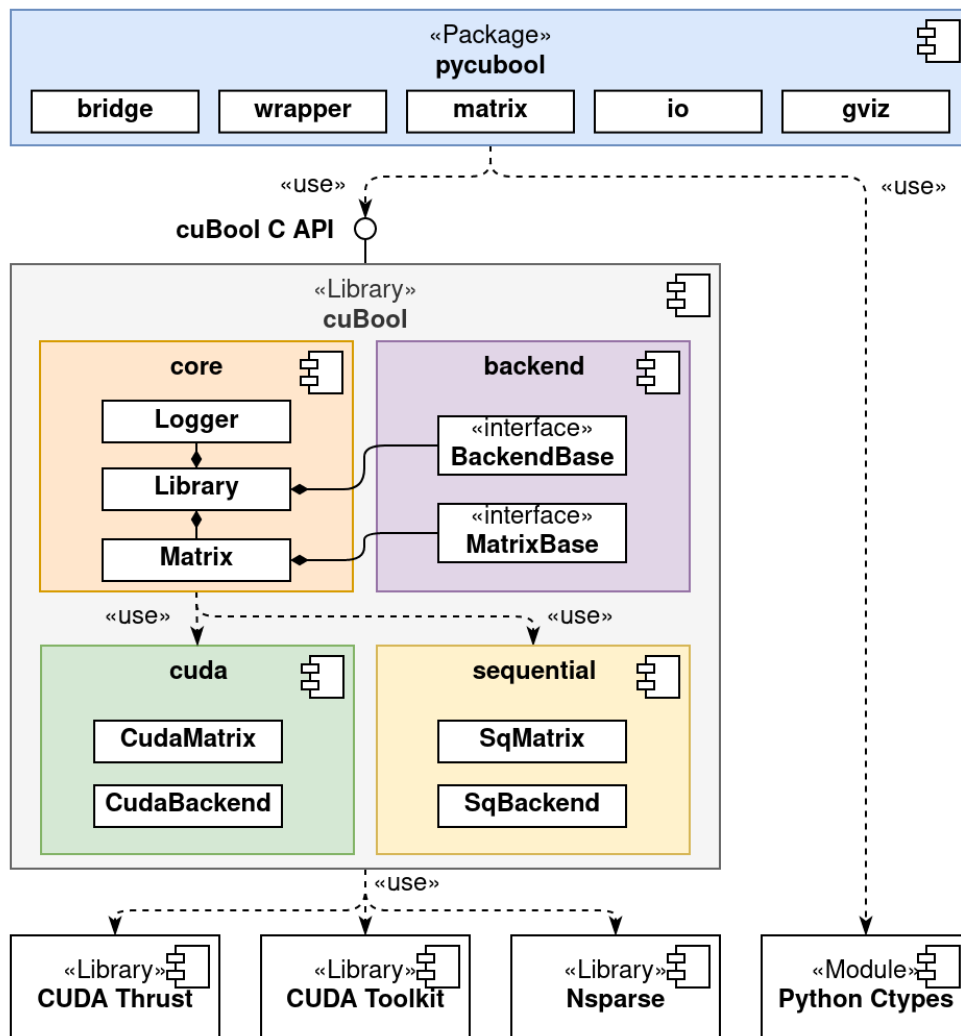 «Package»
pycubool
bridge
wrapper
matrix
io
gviz
«use»
«use»
cuBool C API
«Library»
cuBool
core
backend
Logger
«interface»
BackendBase
Library
«interface»
MatrixBase
Matrix
«use»
«use»
cuda
sequential
CudaMatrix
SqMatrix
CudaBackend
SqBackend
«use»
«Library»
CUDA Thrust
«Library»
CUDA Toolkit
«Library»
Nsparse
«Module»
Python Ctypes